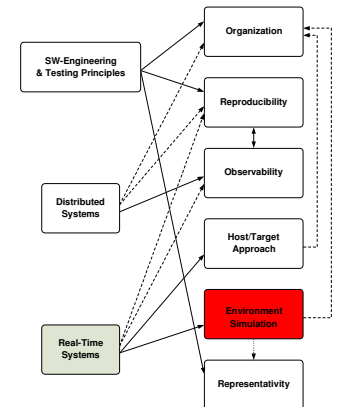 Organization
SW-Engineering
& Testing Principles
Reproducibility
Observability
Distributed
Systems
Host/Target
Approach
Environment
Simulation
Real-Time
Systems
Representativity